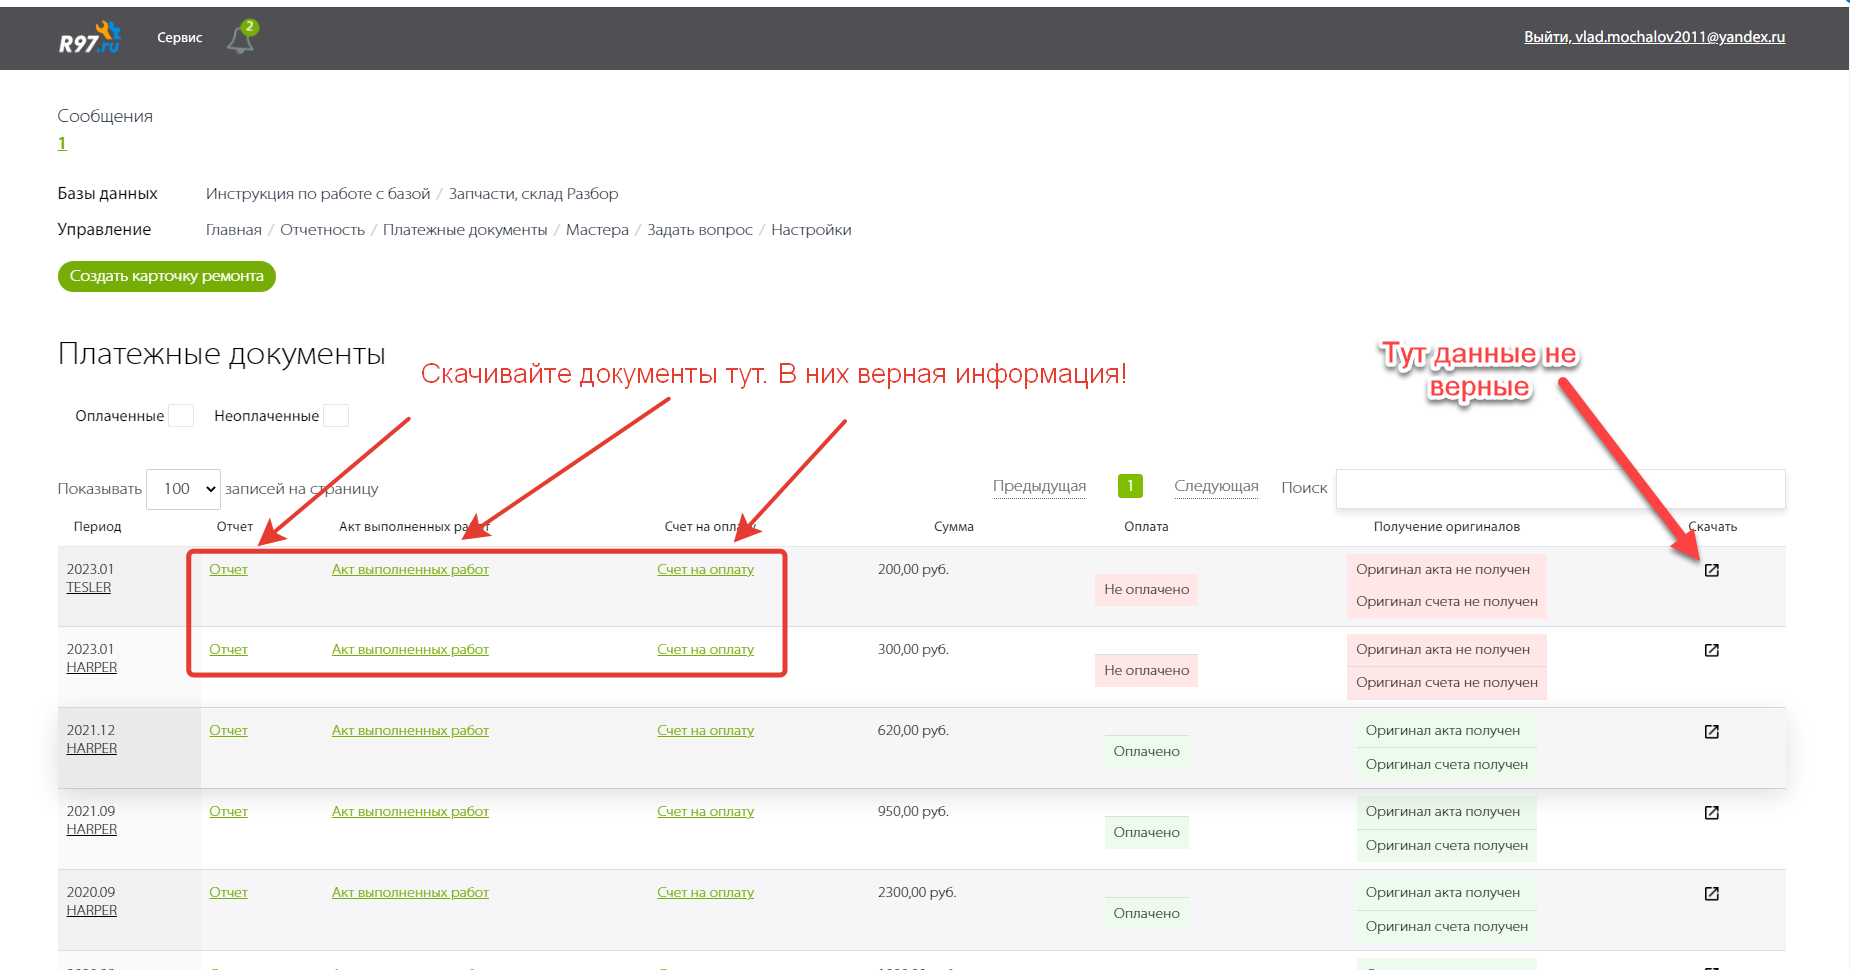 R97.ru Сервис 2 Выйти, vlad.mochalov2011@yandex.ru
Сообщения
1
Базы данных Инструкция по работе с базой / Запчасти, склад Разбор
Управление Главная / Отчетность / Платежные документы / Мастера / Задать вопрос / Настройки
Создать карточку ремонта
Платежные документы
Скачивайте документы тут. В них верная информация!
Тут данные не
верные
Оплаченные Неоплаченные
Показывать 100 записей на страницу Предыдущая 1 Следующая Поиск
Период Отчет Акт выполненных работ Счет на оплату Сумма Оплата Получение оригиналов Скачать
2023.01 Отчет Акт выполненных работ Счет на оплату 200,00 руб. Оригинал акта не получен
TESLER Не оплачено
Оригинал счета не получен
2023.01 Отчет Акт выполненных работ Счет на оплату 300,00 руб. Оригинал акта не получен
HARPER Не оплачено
Оригинал счета не получен
2021.12 Отчет Акт выполненных работ Счет на оплату 620,00 руб. Оригинал акта получен
HARPER Оплачено
Оригинал счета получен
2021.09 Отчет Акт выполненных работ Счет на оплату 950,00 руб. Оригинал акта получен
HARPER Оплачено
Оригинал счета получен
2020.09 Отчет Акт выполненных работ Счет на оплату 2300,00 руб. Оригинал акта получен
HARPER Оплачено
Оригинал счета получен